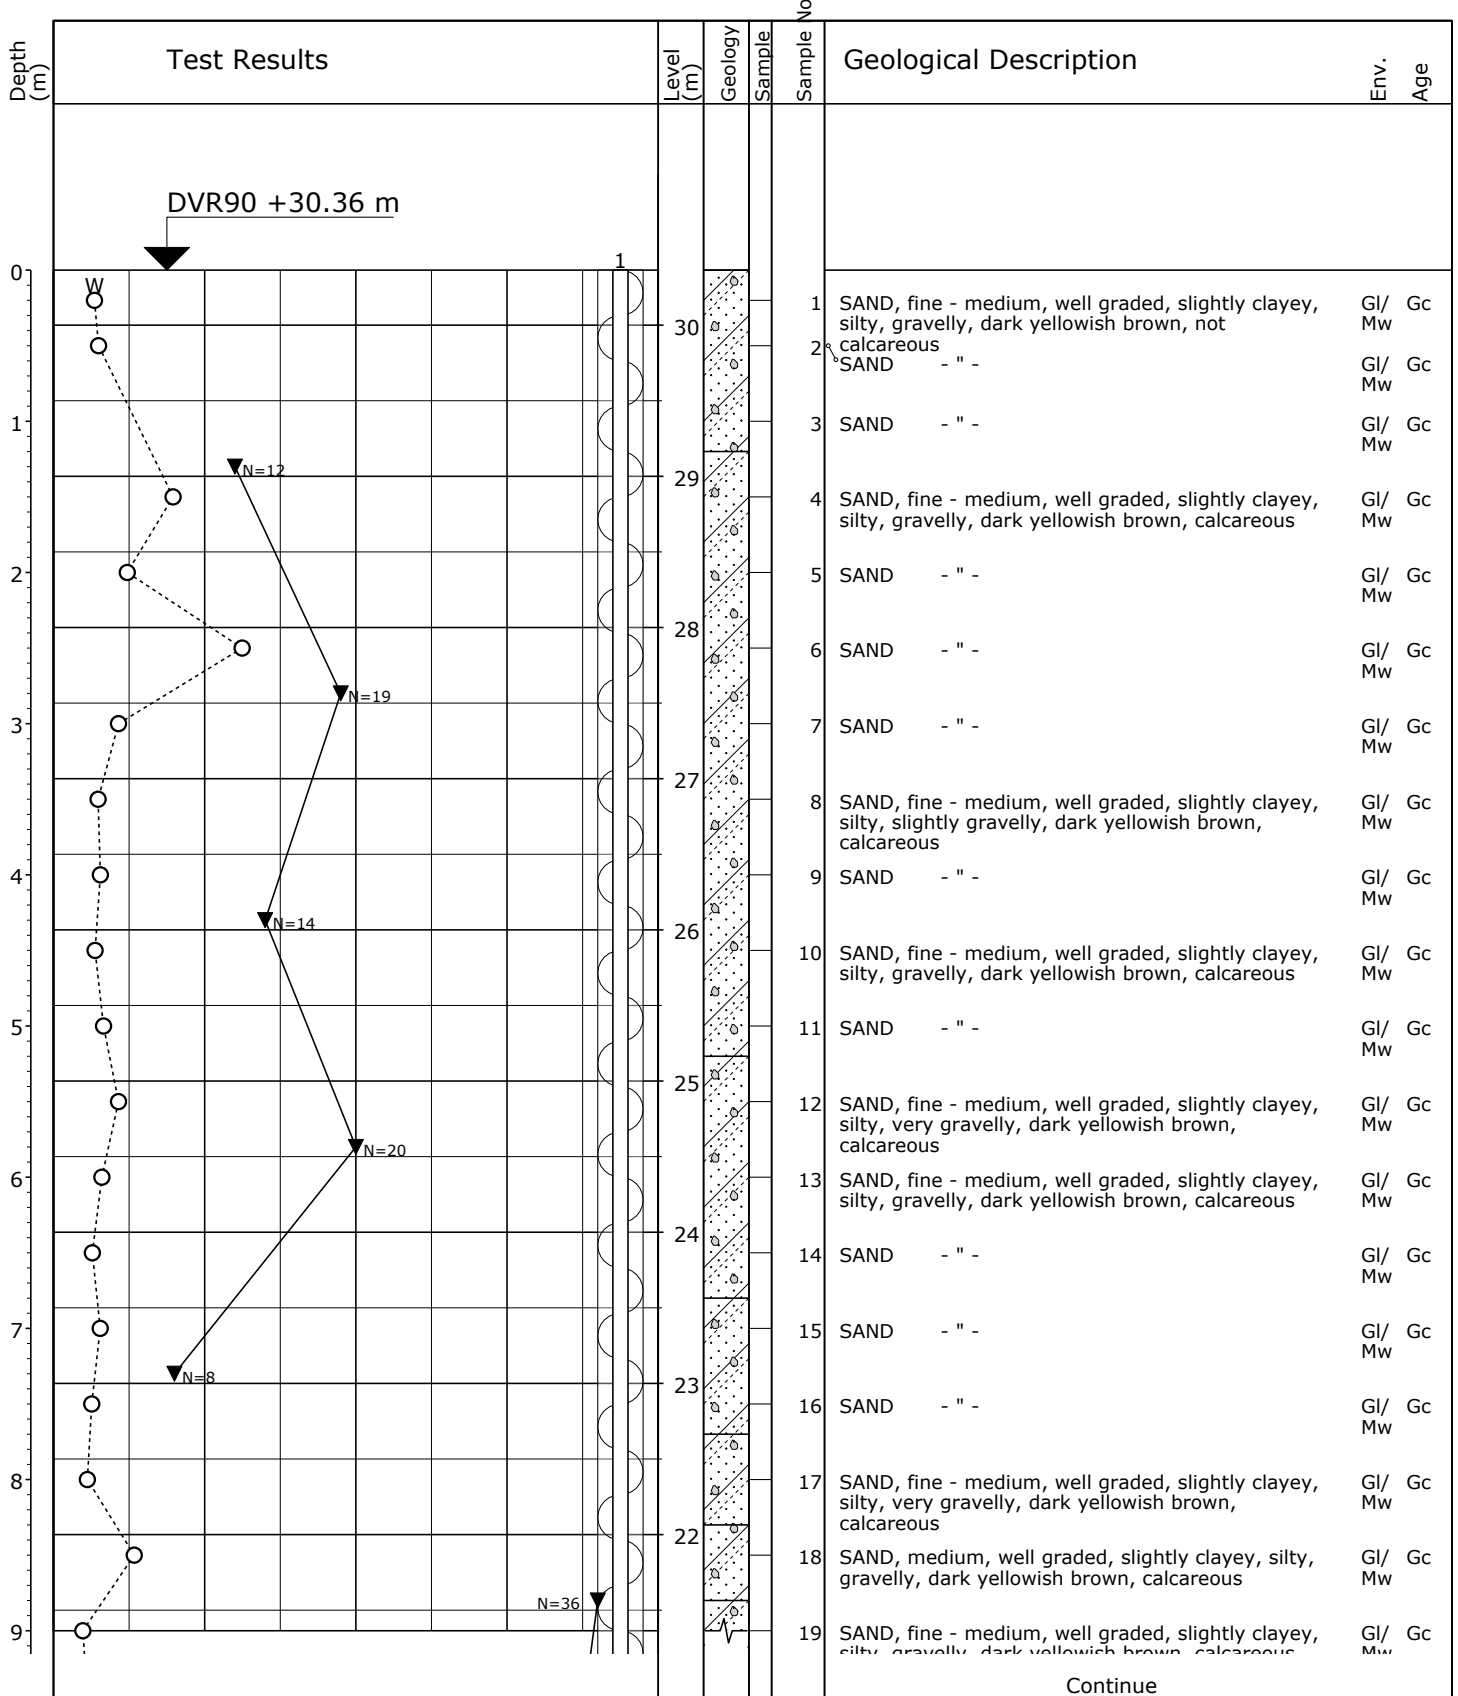 Depth
(m)
Test Results
Level
(m)
Geology
Sample
Sample No
Geological Description
Env.
Age
DVR90 +30.36 m
1
0
W
1 SAND, fine - medium, well graded, slightly clayey, Gl/ Gc
silty, gravelly, dark yellowish brown, not Mw
calcareous
30
2 SAND - " - Gl/ Gc
Mw
1
3 SAND - " - Gl/ Gc
Mw
N=12
29
4 SAND, fine - medium, well graded, slightly clayey, Gl/ Gc
silty, gravelly, dark yellowish brown, calcareous Mw
2
5 SAND - " - Gl/ Gc
Mw
28
6 SAND - " - Gl/ Gc
Mw
N=19
3
7 SAND - " - Gl/ Gc
Mw
27
8 SAND, fine - medium, well graded, slightly clayey, Gl/ Gc
silty, slightly gravelly, dark yellowish brown, Mw
calcareous
4
9 SAND - " - Gl/ Gc
Mw
N=14
26
10 SAND, fine - medium, well graded, slightly clayey, Gl/ Gc
silty, gravelly, dark yellowish brown, calcareous Mw
5
11 SAND - " - Gl/ Gc
Mw
25
12 SAND, fine - medium, well graded, slightly clayey, Gl/ Gc
silty, very gravelly, dark yellowish brown, Mw
calcareous
N=20
6
13 SAND, fine - medium, well graded, slightly clayey, Gl/ Gc
silty, gravelly, dark yellowish brown, calcareous Mw
24
14 SAND - " - Gl/ Gc
Mw
7
15 SAND - " - Gl/ Gc
Mw
N=8
23
16 SAND - " - Gl/ Gc
Mw
8
17 SAND, fine - medium, well graded, slightly clayey, Gl/ Gc
silty, very gravelly, dark yellowish brown, Mw
calcareous
22
18 SAND, medium, well graded, slightly clayey, silty, Gl/ Gc
gravelly, dark yellowish brown, calcareous Mw
N=36
9
19 SAND, fine - medium, well graded, slightly clayey, Gl/ Gc
silty, gravelly, dark yellowish brown, calcareous Mw
Continue